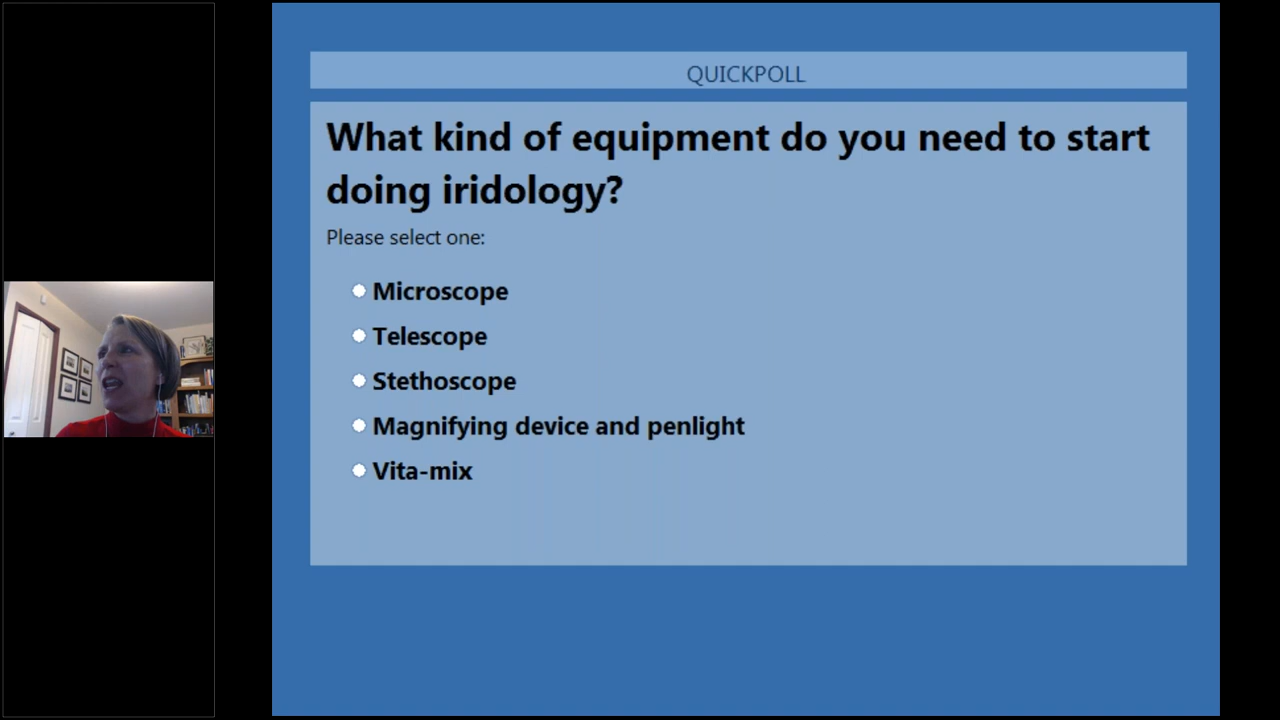 QUICKPOLL
What kind of equipment do you need to start
doing iridology?
Please select one:
Microscope
Telescope
Stethoscope
Magnifying device and penlight
Vita-mix